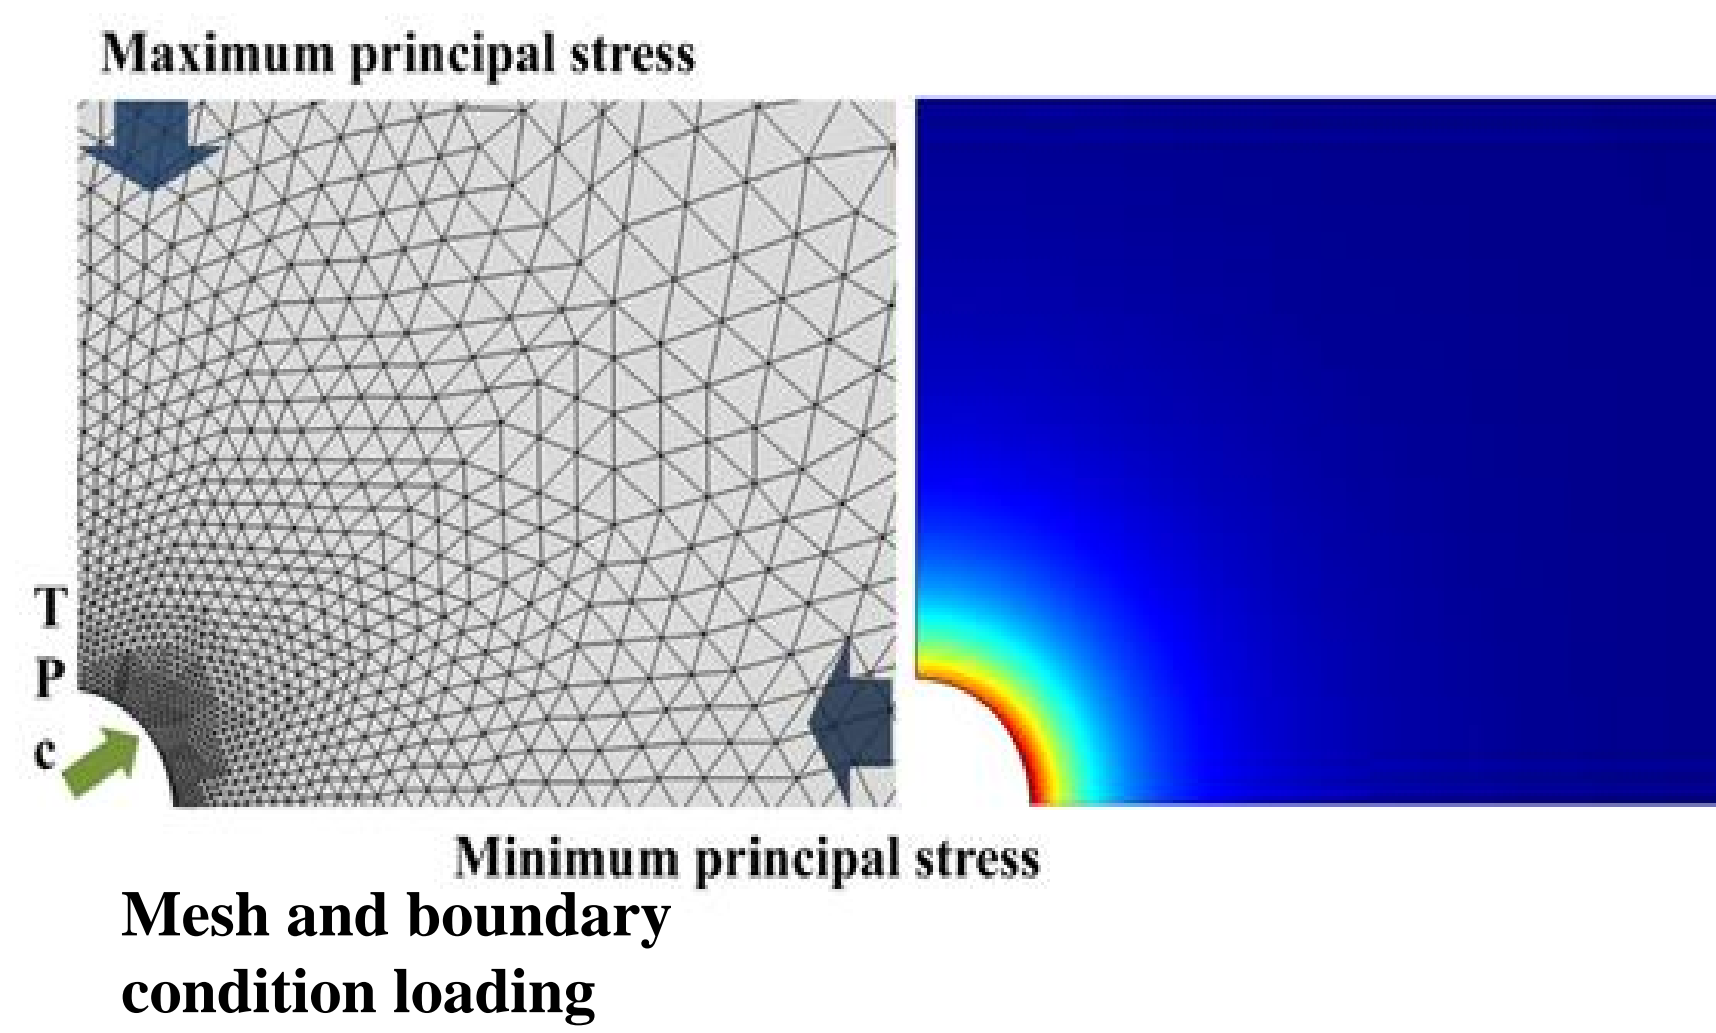 Maximum principal stress
T
P
c
Minimum principal stress
Mesh and boundary
condition loading